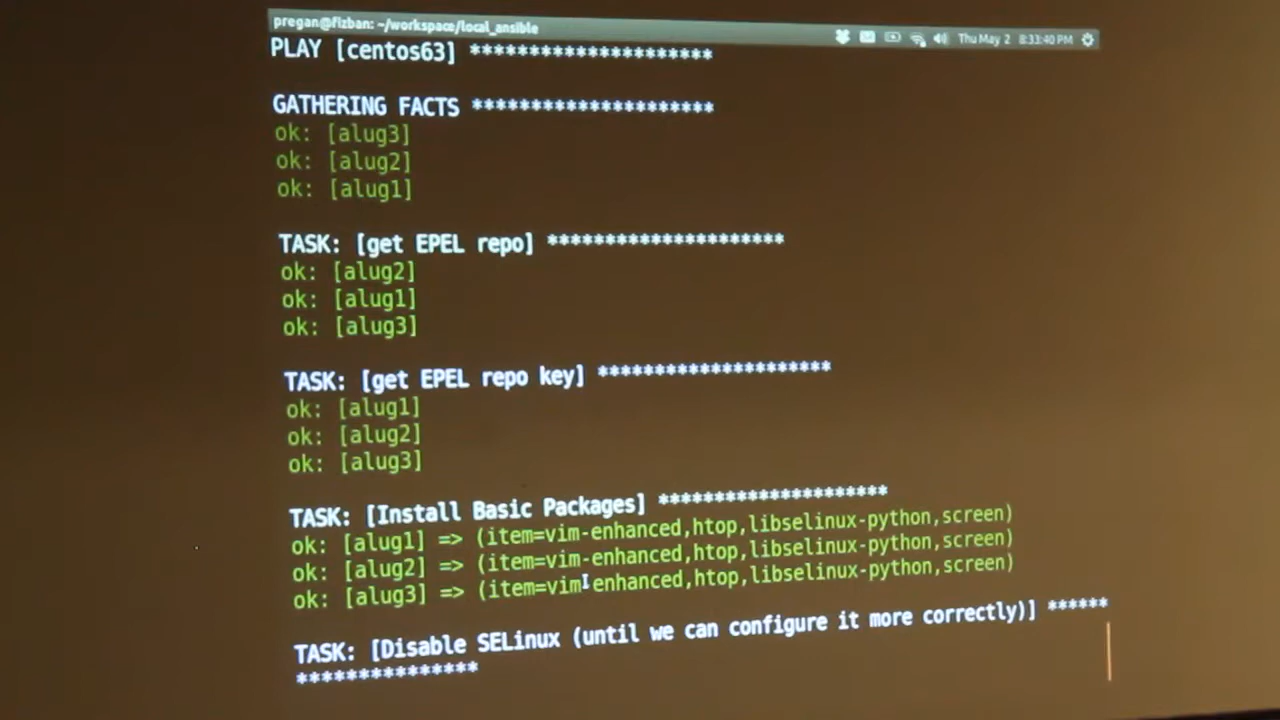 pregan@fizban: ~/workspace/local_ansible
Thu May 2 8:33:40 PM
PLAY [centos63] *********************
GATHERING FACTS *********************
ok: [alug3]
ok: [alug2]
ok: [alug1]
TASK: [get EPEL repo] *********************
ok: [alug2]
ok: [alug1]
ok: [alug3]
TASK: [get EPEL repo key] *********************
ok: [alug1]
ok: [alug2]
ok: [alug3]
TASK: [Install Basic Packages] *********************
ok: [alug1] => (item=vim-enhanced,htop,libselinux-python,screen)
ok: [alug2] => (item=vim-enhanced,htop,libselinux-python,screen)
ok: [alug3] => (item=vim-enhanced,htop,libselinux-python,screen)
TASK: [Disable SELinux (until we can configure it more correctly)] ******
***************